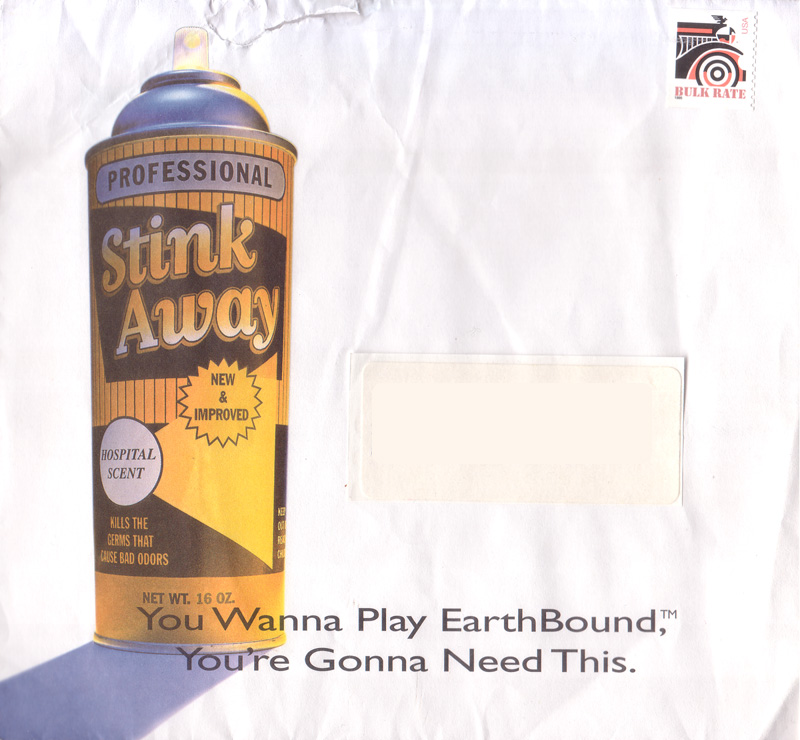 USA
BULK RATE
PROFESSIONAL
Stink
Away
NEW
&
IMPROVED
HOSPITAL
SCENT
KILLS THE
GERMS THAT
CAUSE BAD ODORS
NET WT. 16 OZ.
You Wanna Play EarthBound,™
You're Gonna Need This.